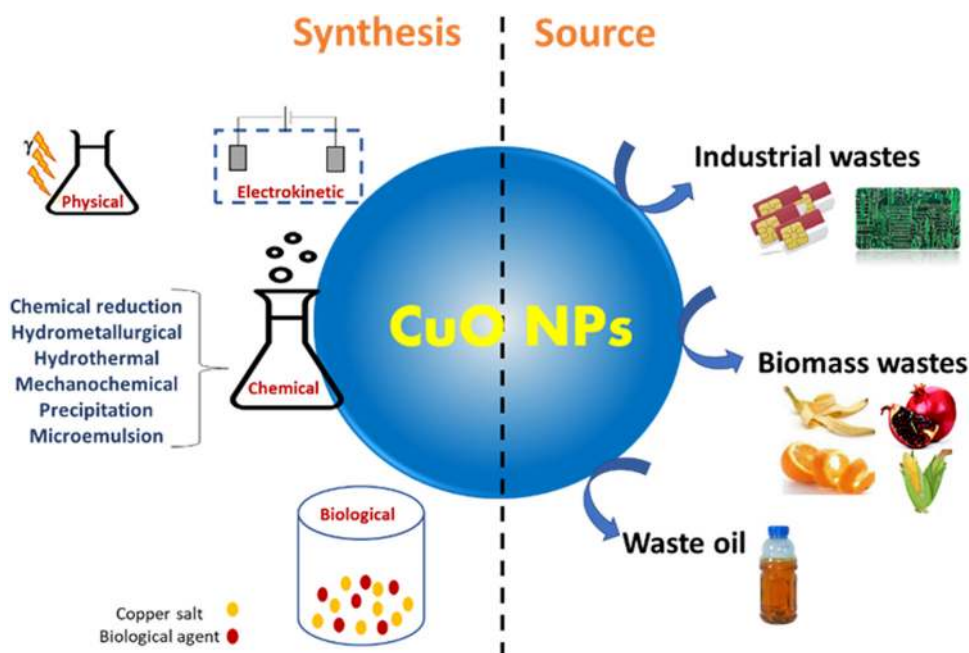 Synthesis
Source
γ
Physical
Electrokinetic
Industrial wastes
Chemical reduction
Hydrometallurgical
Hydrothermal
Mechanochemical
Precipitation
Microemulsion
Chemical
CuO NPs
Biomass wastes
Biological
Waste oil
Copper salt
Biological agent